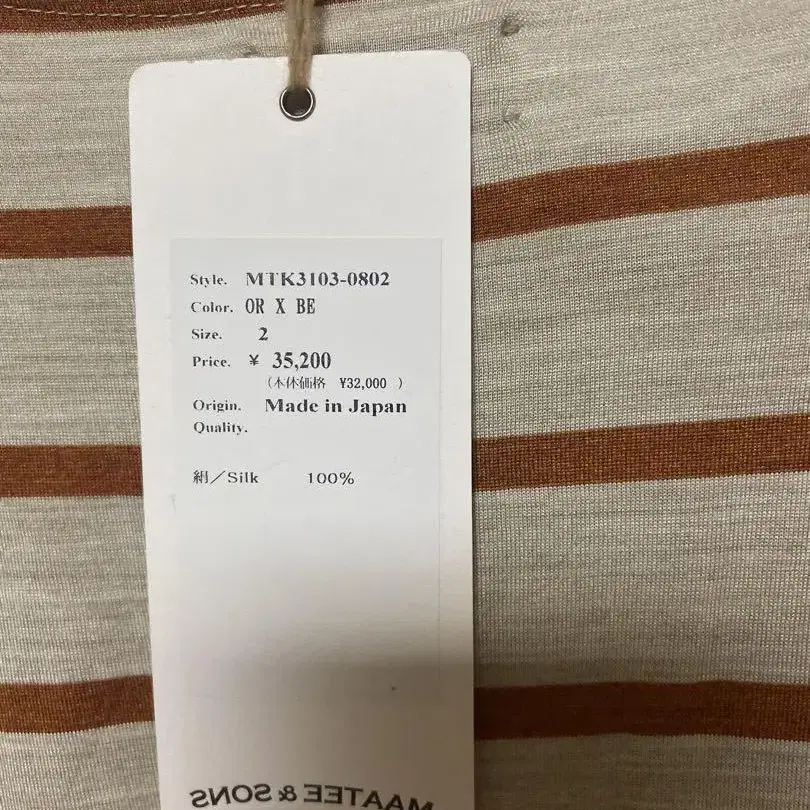 Style. MTK3103-0802
Color. OR X BE
Size. 2
Price. ¥ 35,200
(本体価格 ¥32,000 )
Origin. Made in Japan
Quality.
絹/Silk 100%
MAATEE & SONS